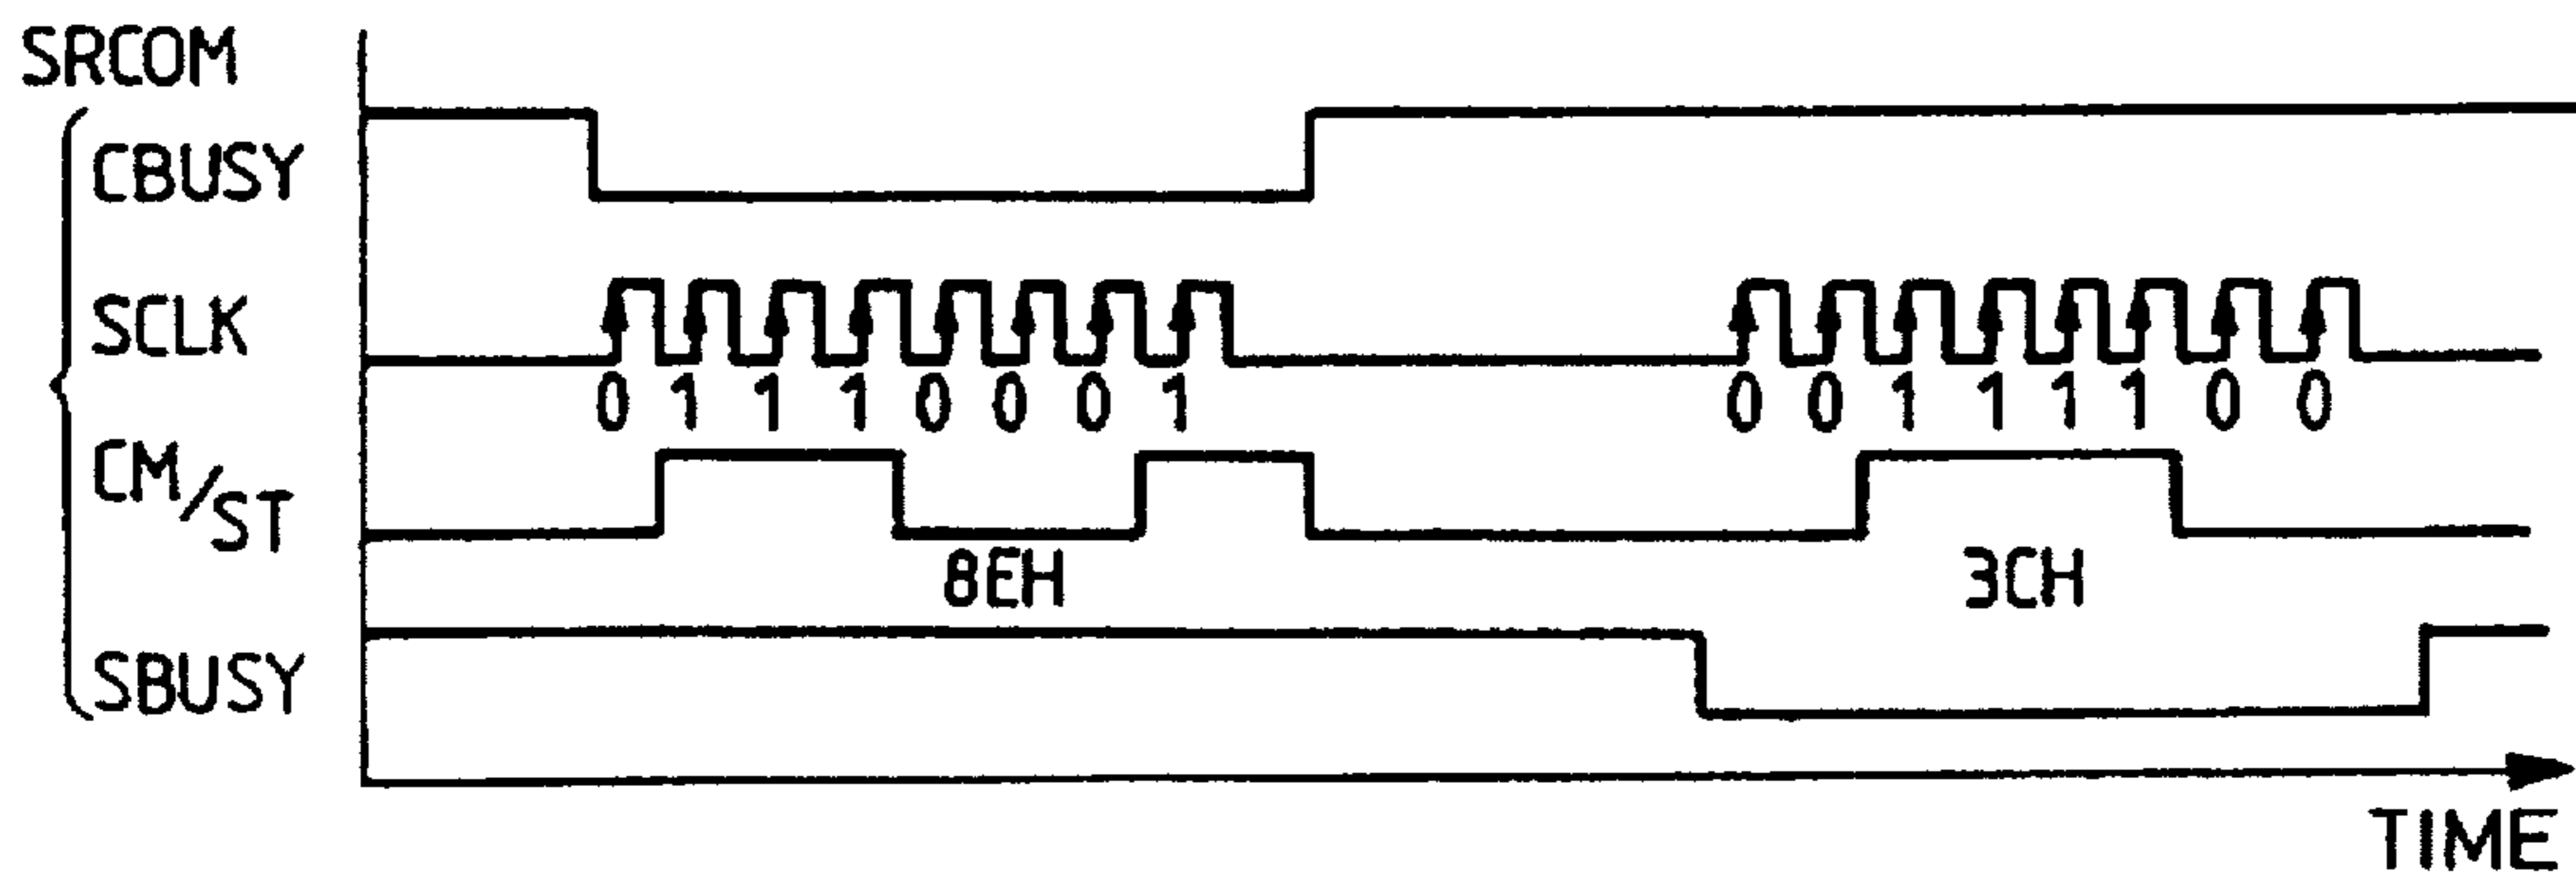 SRCOM
CBUSY
SCLK
0 1 1 1 0 0 0 1 0 0 1 1 1 1 0 0
CM/ST
8EH 3CH
SBUSY
TIME